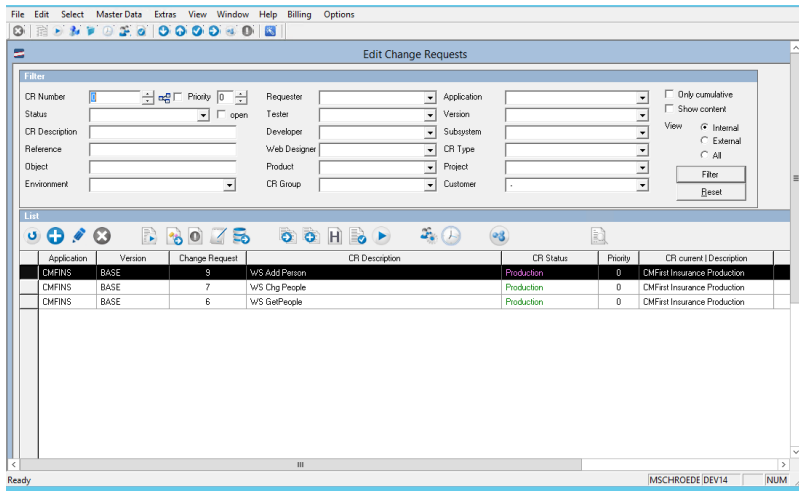 File Edit Select Master Data Extras View Window Help Billing Options
Edit Change Requests
Filter
CR Number 0 Priority 0 Requester Application Only cumulative
Status open Tester Version Show content
CR Description Developer Subsystem View Internal
Reference Web Designer CR Type External
Object Product Project All
Environment CR Group Customer .
Filter
Reset
List
Application Version Change Request CR Description CR Status Priority CR current | Description
CMFINS BASE 9 WS Add Person Production 0 CMFirst Insurance Production
CMFINS BASE 7 WS Chg People Production 0 CMFirst Insurance Production
CMFINS BASE 6 WS GetPeople Production 0 CMFirst Insurance Production
Ready MSCHROEDE DEV14 NUM